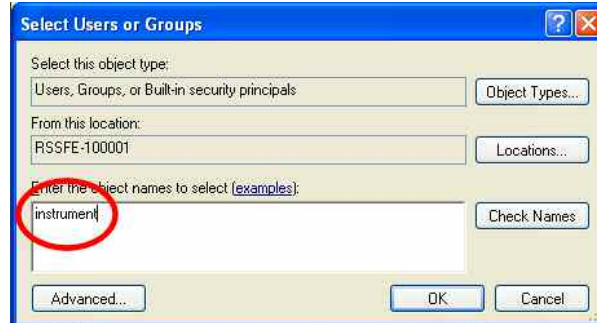 Select Users or Groups
Select this object type:
Users, Groups, or Built-in security principals
Object Types...
From this location:
RSSFE-100001
Locations...
Enter the object names to select (examples):
instrument
Check Names
Advanced...
OK
Cancel